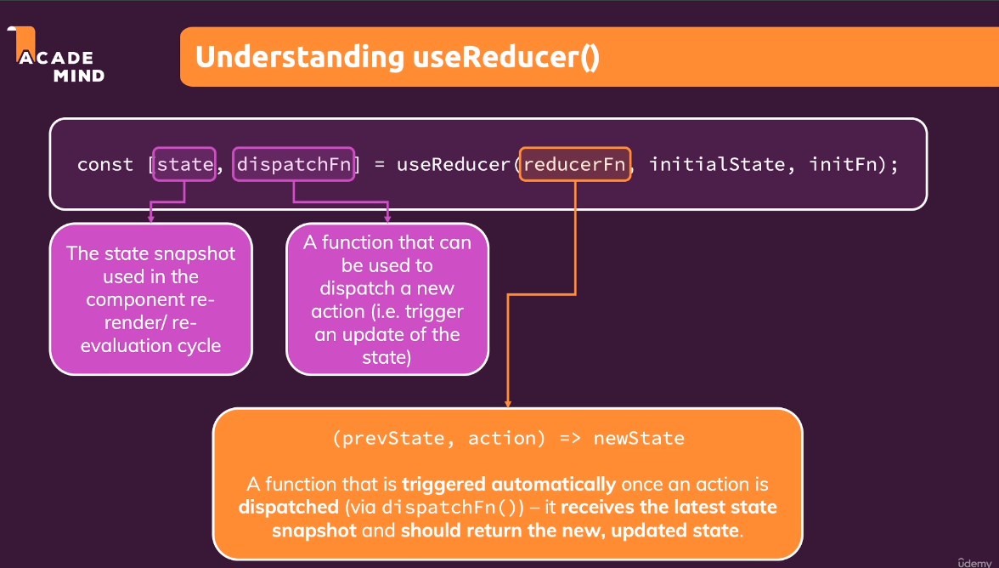 ACADE
MIND
Understanding useReducer()
const [state, dispatchFn] = useReducer(reducerFn, initialState, initFn);
The state snapshot
used in the
component re-
render/ re-
evaluation cycle
A function that can
be used to
dispatch a new
action (i.e. trigger
an update of the
state)
(prevState, action) => newState
A function that is triggered automatically once an action is
dispatched (via dispatchFn()) – it receives the latest state
snapshot and should return the new, updated state.
ûdemy